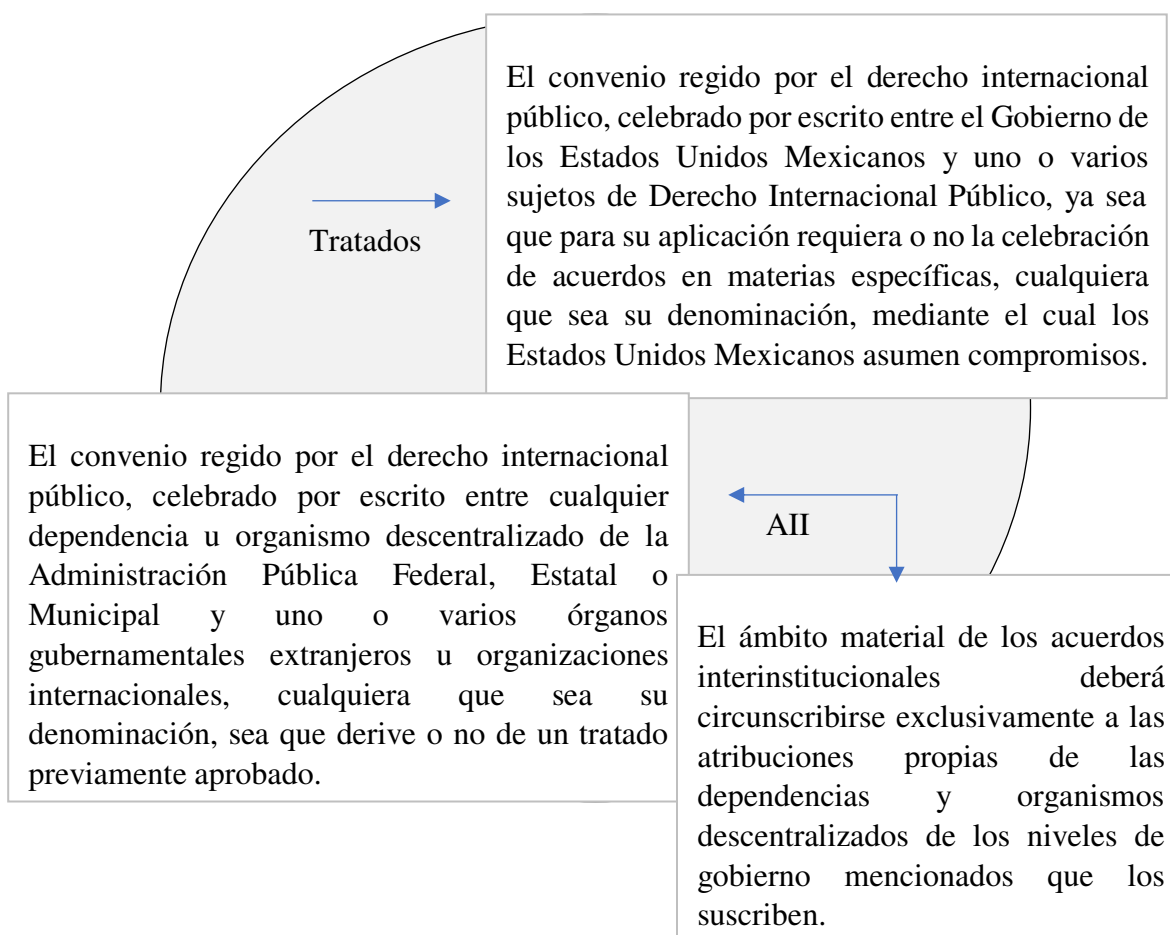 El convenio regido por el derecho internacional
público, celebrado por escrito entre el Gobierno de
los Estados Unidos Mexicanos y uno o varios
sujetos de Derecho Internacional Público, ya sea
que para su aplicación requiera o no la celebración
de acuerdos en materias específicas, cualquiera
que sea su denominación, mediante el cual los
Estados Unidos Mexicanos asumen compromisos.
Tratados
El convenio regido por el derecho internacional
público, celebrado por escrito entre cualquier
dependencia u organismo descentralizado de la
Administración Pública Federal, Estatal o
Municipal y uno o varios órganos
gubernamentales extranjeros u organizaciones
internacionales, cualquiera que sea su
denominación, sea que derive o no de un tratado
previamente aprobado.
AII
El ámbito material de los acuerdos
interinstitucionales deberá
circunscribirse exclusivamente a las
atribuciones propias de las
dependencias y organismos
descentralizados de los niveles de
gobierno mencionados que los
suscriben.